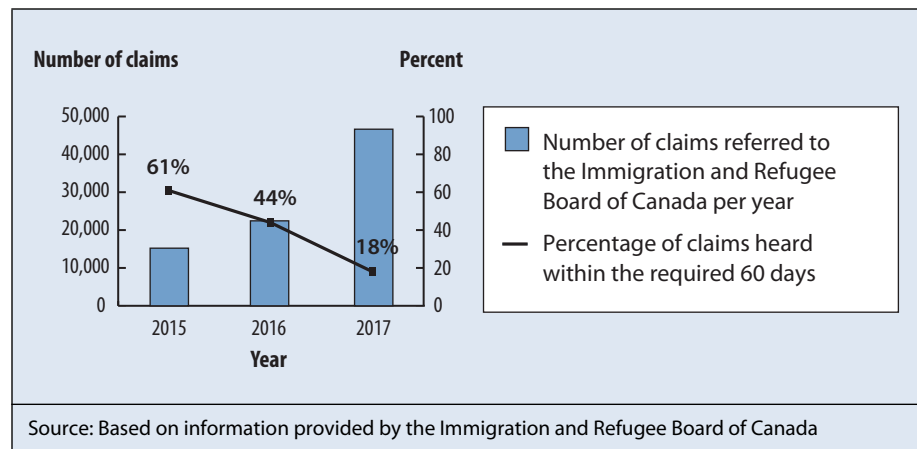 Number of claims
Percent
50,000
40,000
30,000
20,000
10,000
0
100
80
60
40
20
0
61%
44%
18%
2015
2016
2017
Year
Number of claims referred to
the Immigration and Refugee
Board of Canada per year
Percentage of claims heard
within the required 60 days
Source: Based on information provided by the Immigration and Refugee Board of Canada